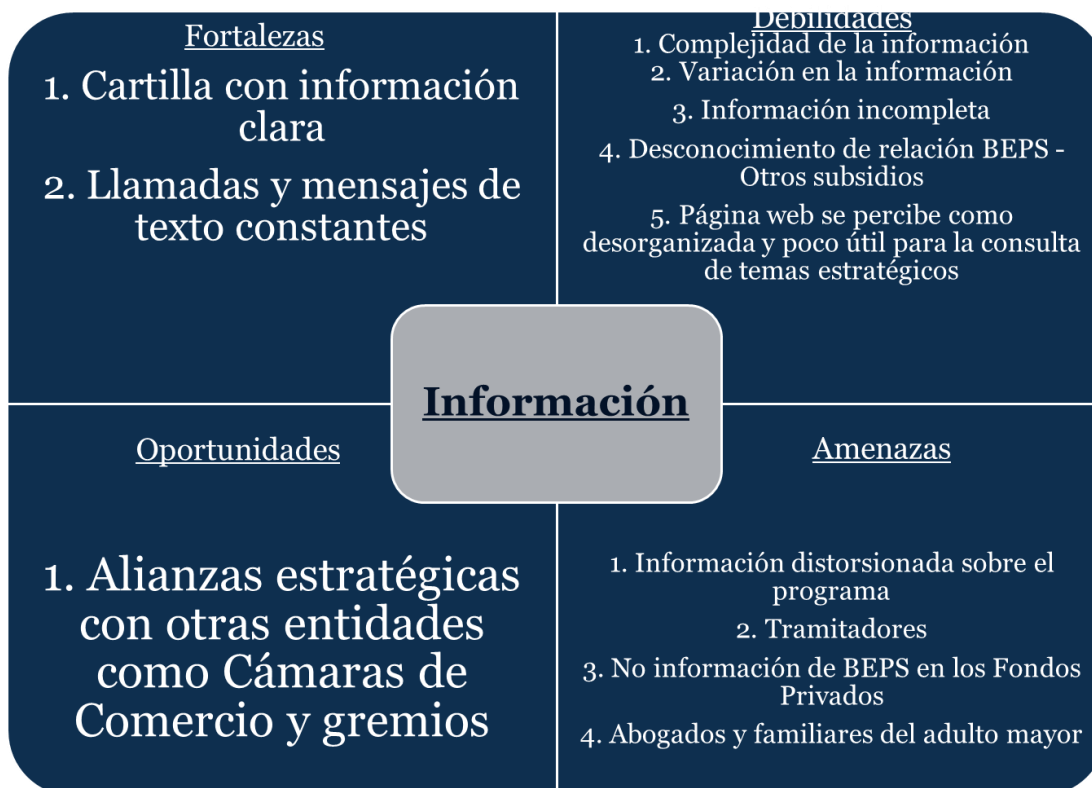 Fortalezas
1. Cartilla con información
clara
2. Llamadas y mensajes de
texto constantes
Debilidades
1. Complejidad de la información
2. Variación en la información
3. Información incompleta
4. Desconocimiento de relación BEPS -
Otros subsidios
5. Página web se percibe como
desorganizada y poco útil para la consulta
de temas estratégicos
Información
Oportunidades
1. Alianzas estratégicas
con otras entidades
como Cámaras de
Comercio y gremios
Amenazas
1. Información distorsionada sobre el
programa
2. Tramitadores
3. No información de BEPS en los Fondos
Privados
4. Abogados y familiares del adulto mayor